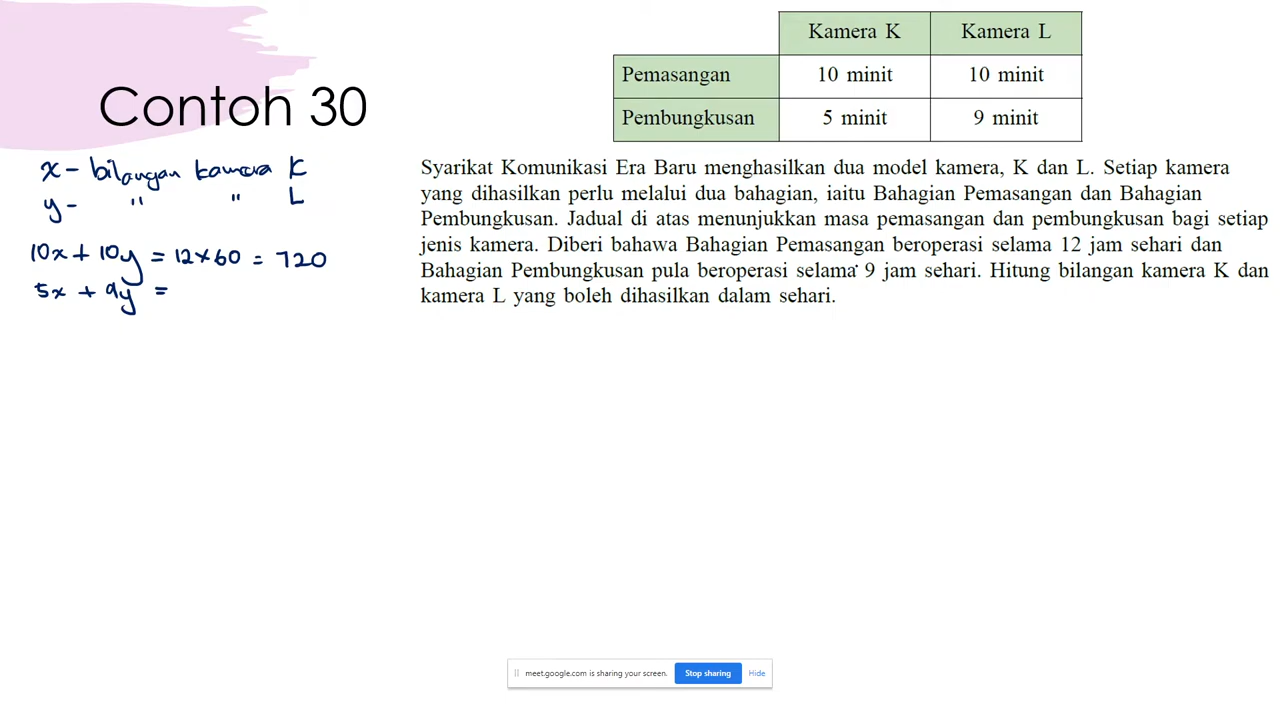 Contoh 30
x - bilangan kamera K
y - " " L
10x + 10y = 12 × 60 = 720
5x + 9y =
Kamera K Kamera L
Pemasangan 10 minit 10 minit
Pembungkusan 5 minit 9 minit
Syarikat Komunikasi Era Baru menghasilkan dua model kamera, K dan L. Setiap kamera
yang dihasilkan perlu melalui dua bahagian, iaitu Bahagian Pemasangan dan Bahagian
Pembungkusan. Jadual di atas menunjukkan masa pemasangan dan pembungkusan bagi setiap
jenis kamera. Diberi bahawa Bahagian Pemasangan beroperasi selama 12 jam sehari dan
Bahagian Pembungkusan pula beroperasi selama 9 jam sehari. Hitung bilangan kamera K dan
kamera L yang boleh dihasilkan dalam sehari.
meet.google.com is sharing your screen. Stop sharing Hide